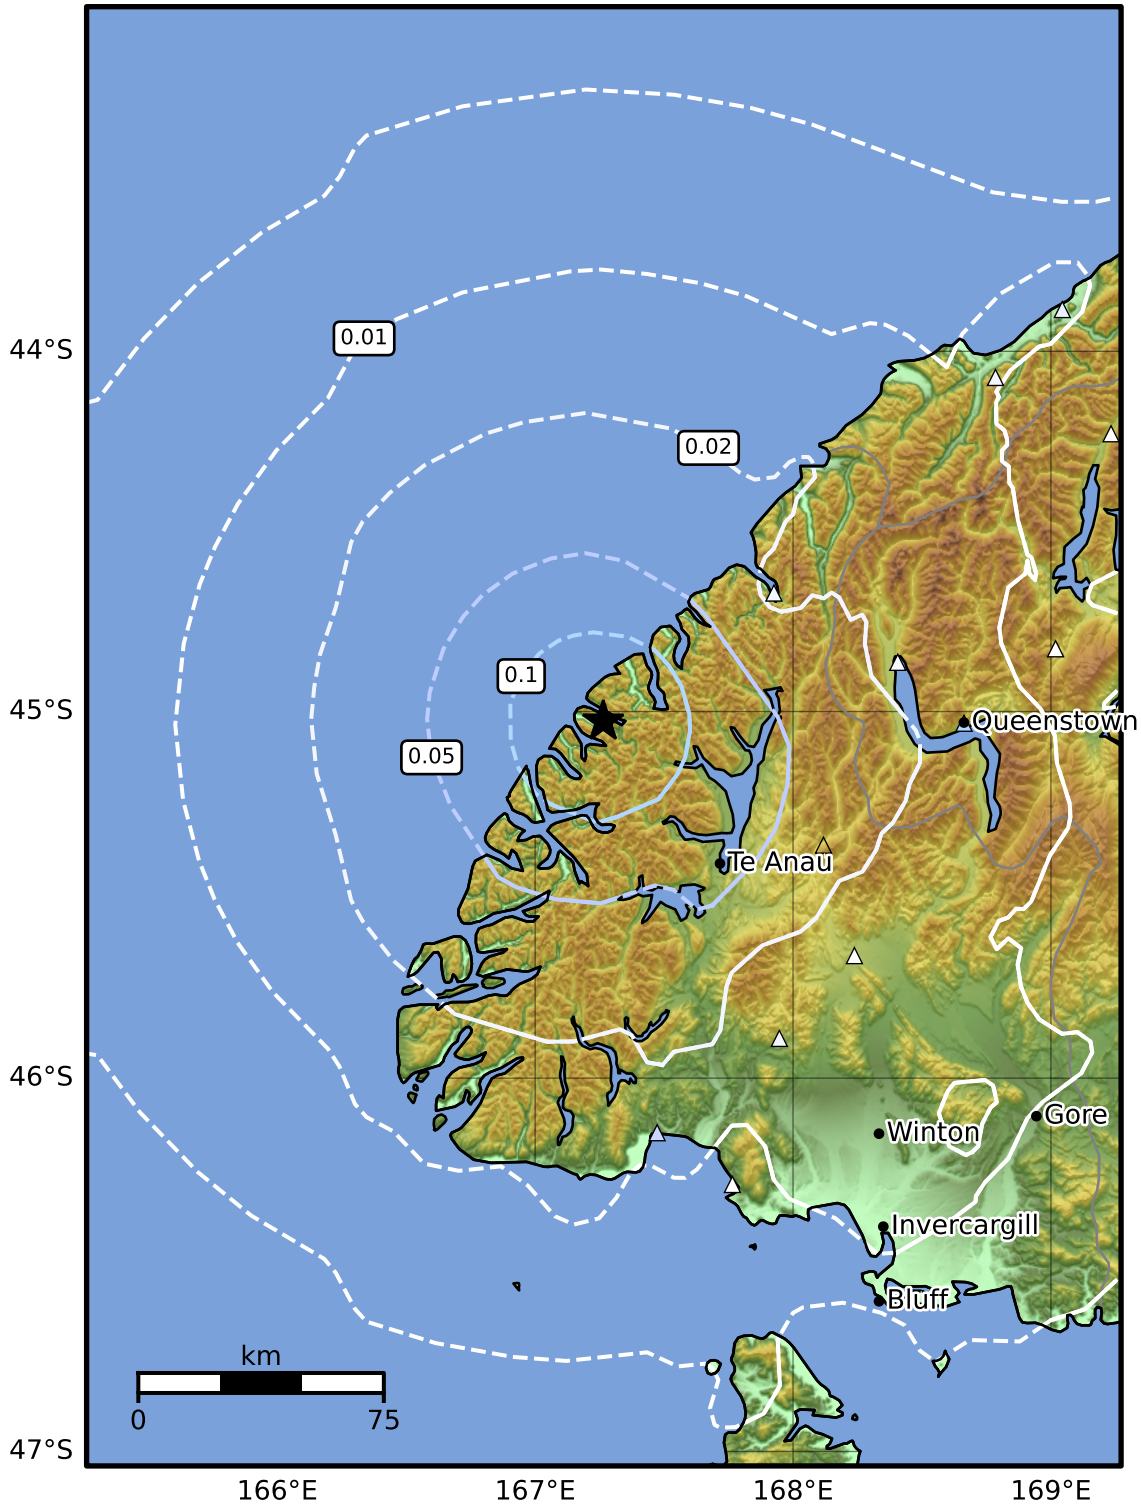 0.01
44°S
0.02
0.1
45°S
Queenstown
0.05
Te Anau
46°S
Gore
Winton
Invercargill
Bluff
km
0 75
47°S
166°E 167°E 168°E 169°E